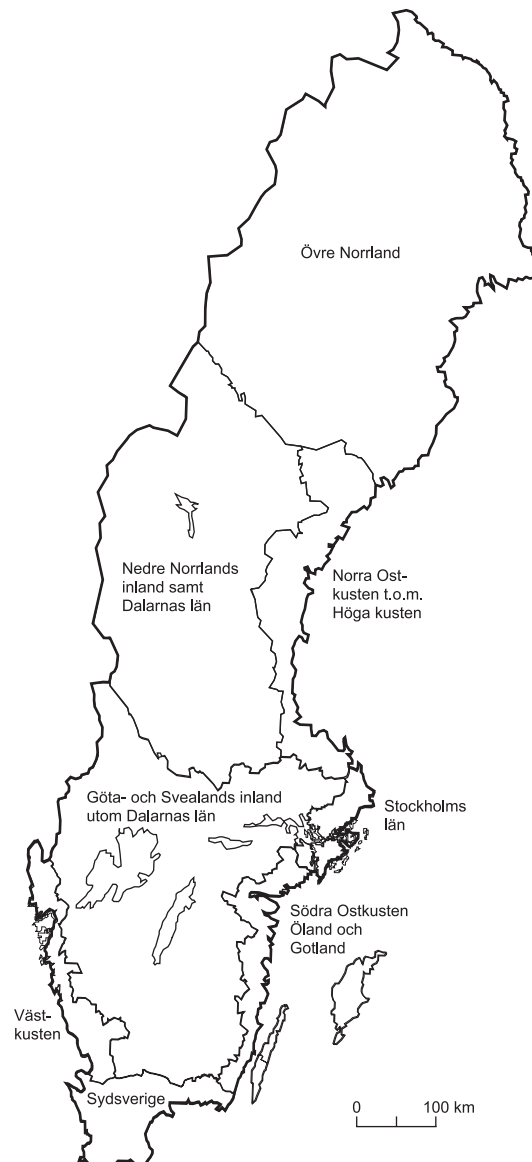 Övre Norrland
Nedre Norrlands
inland samt
Dalarnas län
Norra Ost-
kusten t.o.m.
Höga kusten
Göta- och Svealands inland
utom Dalarnas län
Stockholms
län
Södra Ostkusten
Öland och
Gotland
Väst-
kusten
Sydsverige
0 100 km